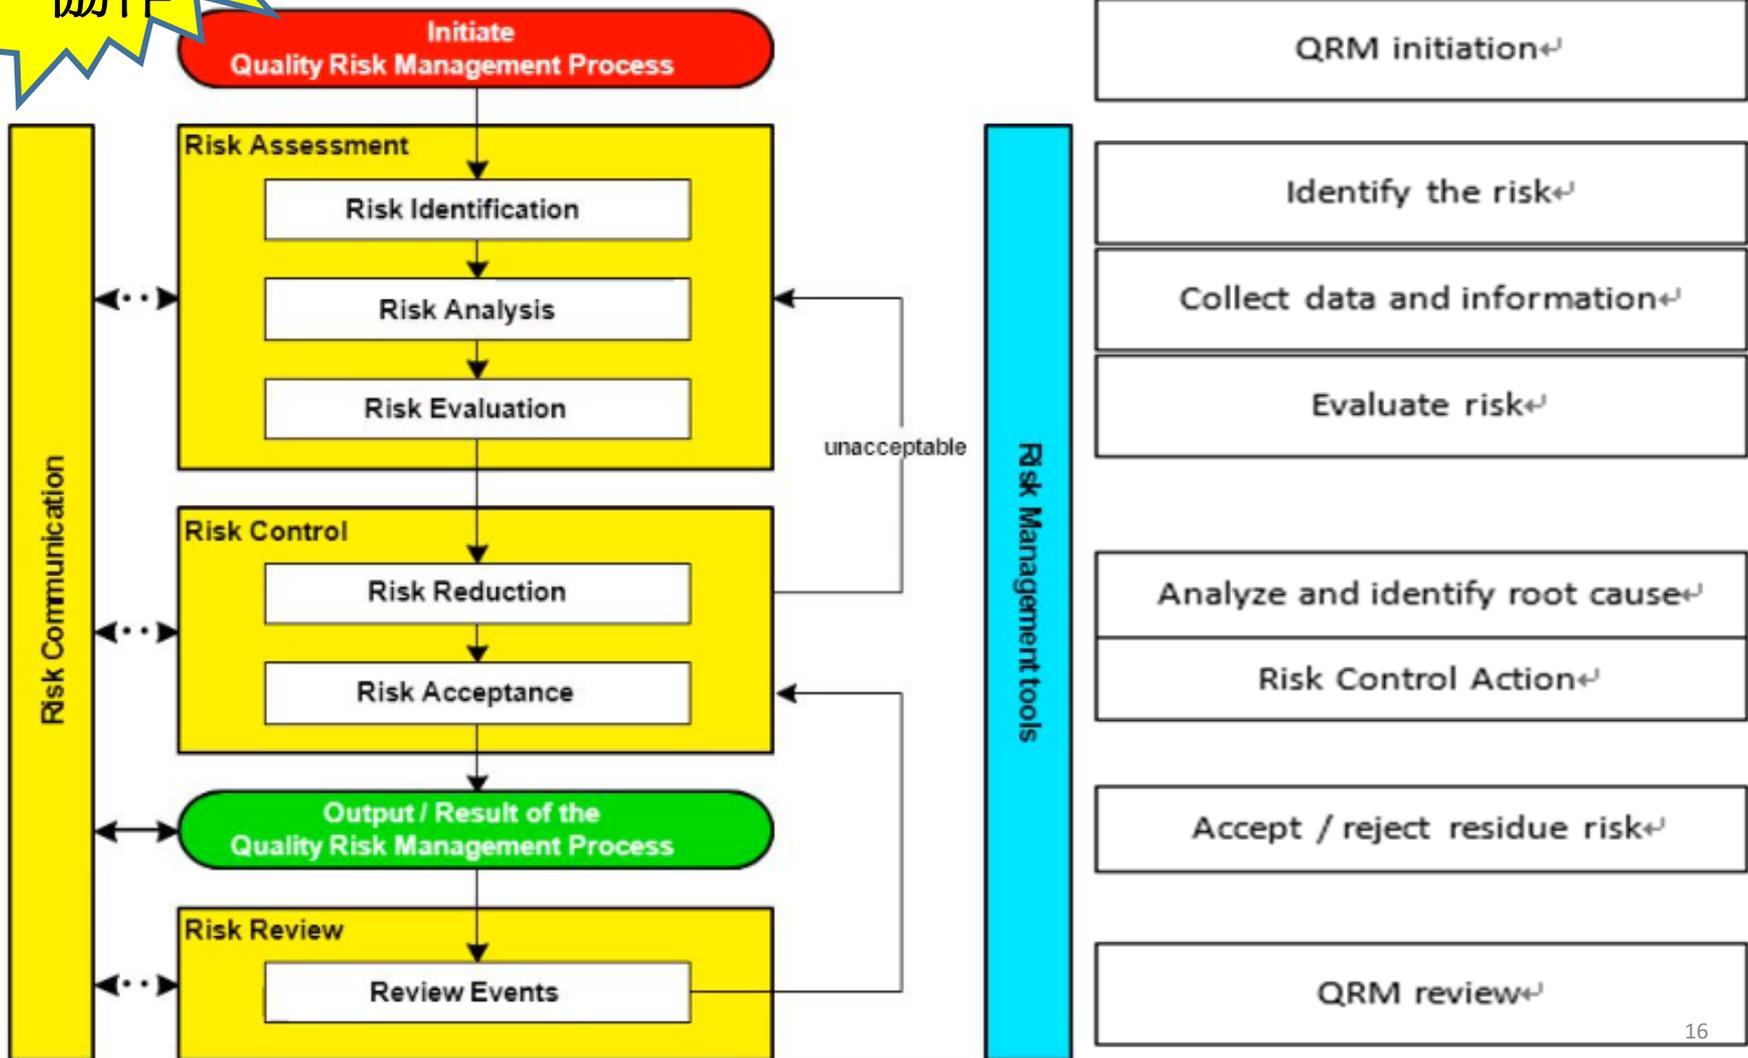 協作
Initiate
Quality Risk Management Process
Risk Assessment
Risk Identification
Risk Analysis
Risk Evaluation
unacceptable
Risk Control
Risk Reduction
Risk Acceptance
Output / Result of the
Quality Risk Management Process
Risk Review
Review Events
Risk Communication
Risk Management tools
QRM initiation↵
Identify the risk↵
Collect data and information↵
Evaluate risk↵
Analyze and identify root cause↵
Risk Control Action↵
Accept / reject residue risk↵
QRM review↵
16